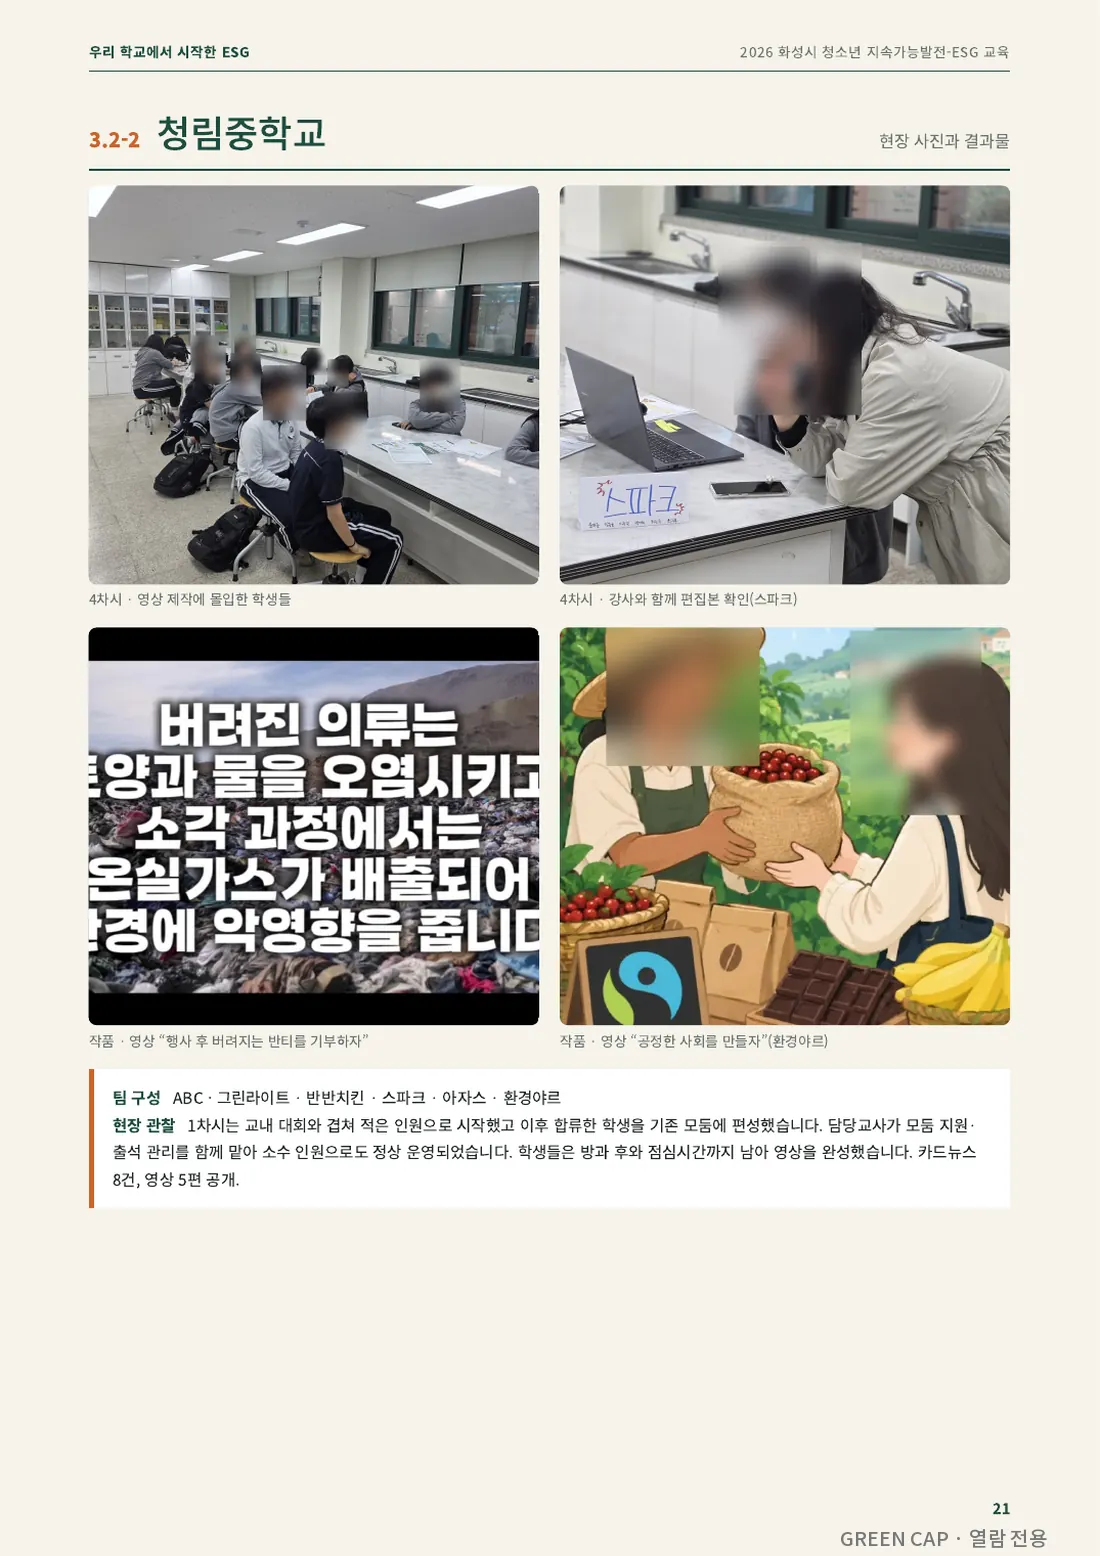 우리 학교에서 시작한 ESG
2026 화성시 청소년 지속가능발전-ESG 교육
3.2-2 청림중학교
현장 사진과 결과물
스파크
4차시 · 영상 제작에 몰입한 학생들
4차시 · 강사와 함께 편집본 확인(스파크)
버려진 의류는
물을 오염시키고
소각 과정에서는
온실가스가 배출되어
악영향을 줍니다
작품 · 영상 “행사 후 버려지는 반티를 기부하자”
작품 · 영상 “공정한 사회를 만들자”(환경야르)
팀 구성 ABC · 그린라이트 · 반반치킨 · 스파크 · 아자스 · 환경야르
현장 관찰 1차시는 교내 대회와 겹쳐 적은 인원으로 시작했고 이후 합류한 학생을 기존 모둠에 편성했습니다. 담당교사가 모둠 지원·
출석 관리를 함께 맡아 소수 인원으로도 정상 운영되었습니다. 학생들은 방과 후와 점심시간까지 남아 영상을 완성했습니다. 카드뉴스
8건, 영상 5편 공개.
21
GREEN CAP · 열람 전용